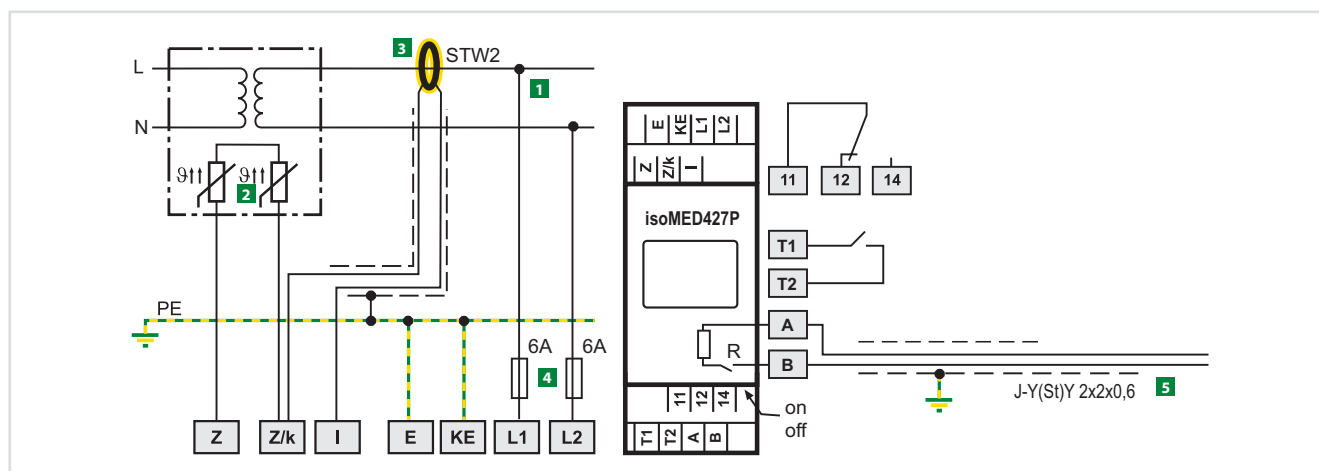 3
STW2
L
1
N
ϑ↑↑
2
ϑ↑↑
PE
6A
4
6A
Z
Z/k
I
E
KE
L1
L2
E
KE
L1
L2
Z
Z/k
I
isoMED427P
R
11
12
14
on
off
T1
T2
A
B
11
12
14
T1
T2
A
B
J-Y(St)Y 2x2x0,6
5